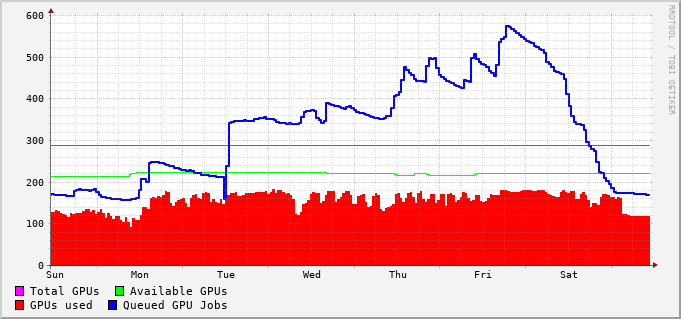 RRDTOOL / TOBI OETIKER
600
500
400
300
200
100
0
Sun Mon Tue Wed Thu Fri Sat
Total GPUs Available GPUs
GPUs used Queued GPU Jobs